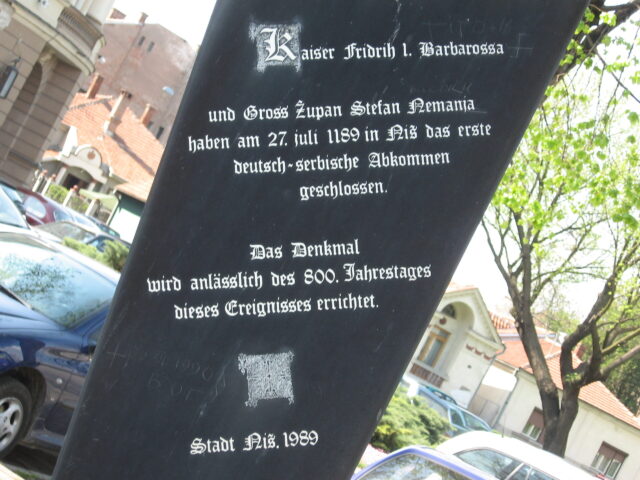 Kaiser Fridrih I. Barbarossa
und Gross Župan Stefan Nemanja
haben am 27. juli 1189 in Niš das erste
deutsch-serbische Abkommen
geschlossen.
Das Denkmal
wird anlässlich des 800. Jahrestages
dieses Ereignisses errichtet.
Stadt Niš, 1989